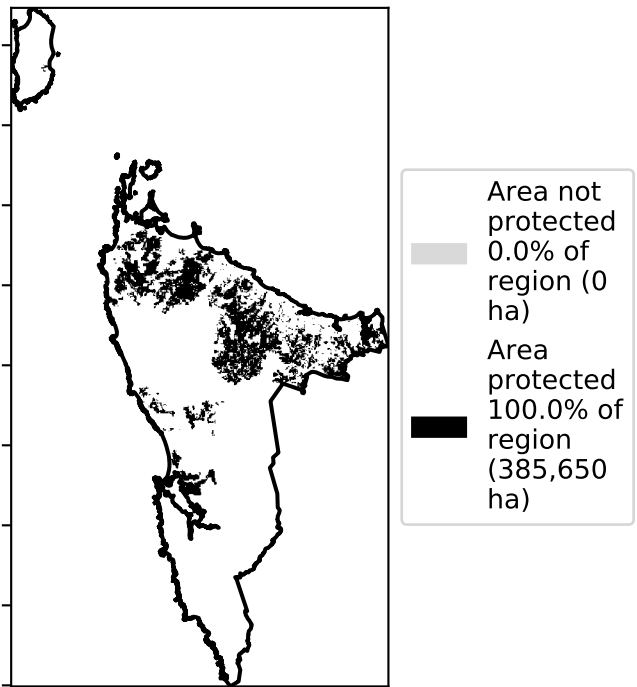 Area not
protected
0.0% of
region (0
ha)
Area
protected
100.0% of
region
(385,650
ha)